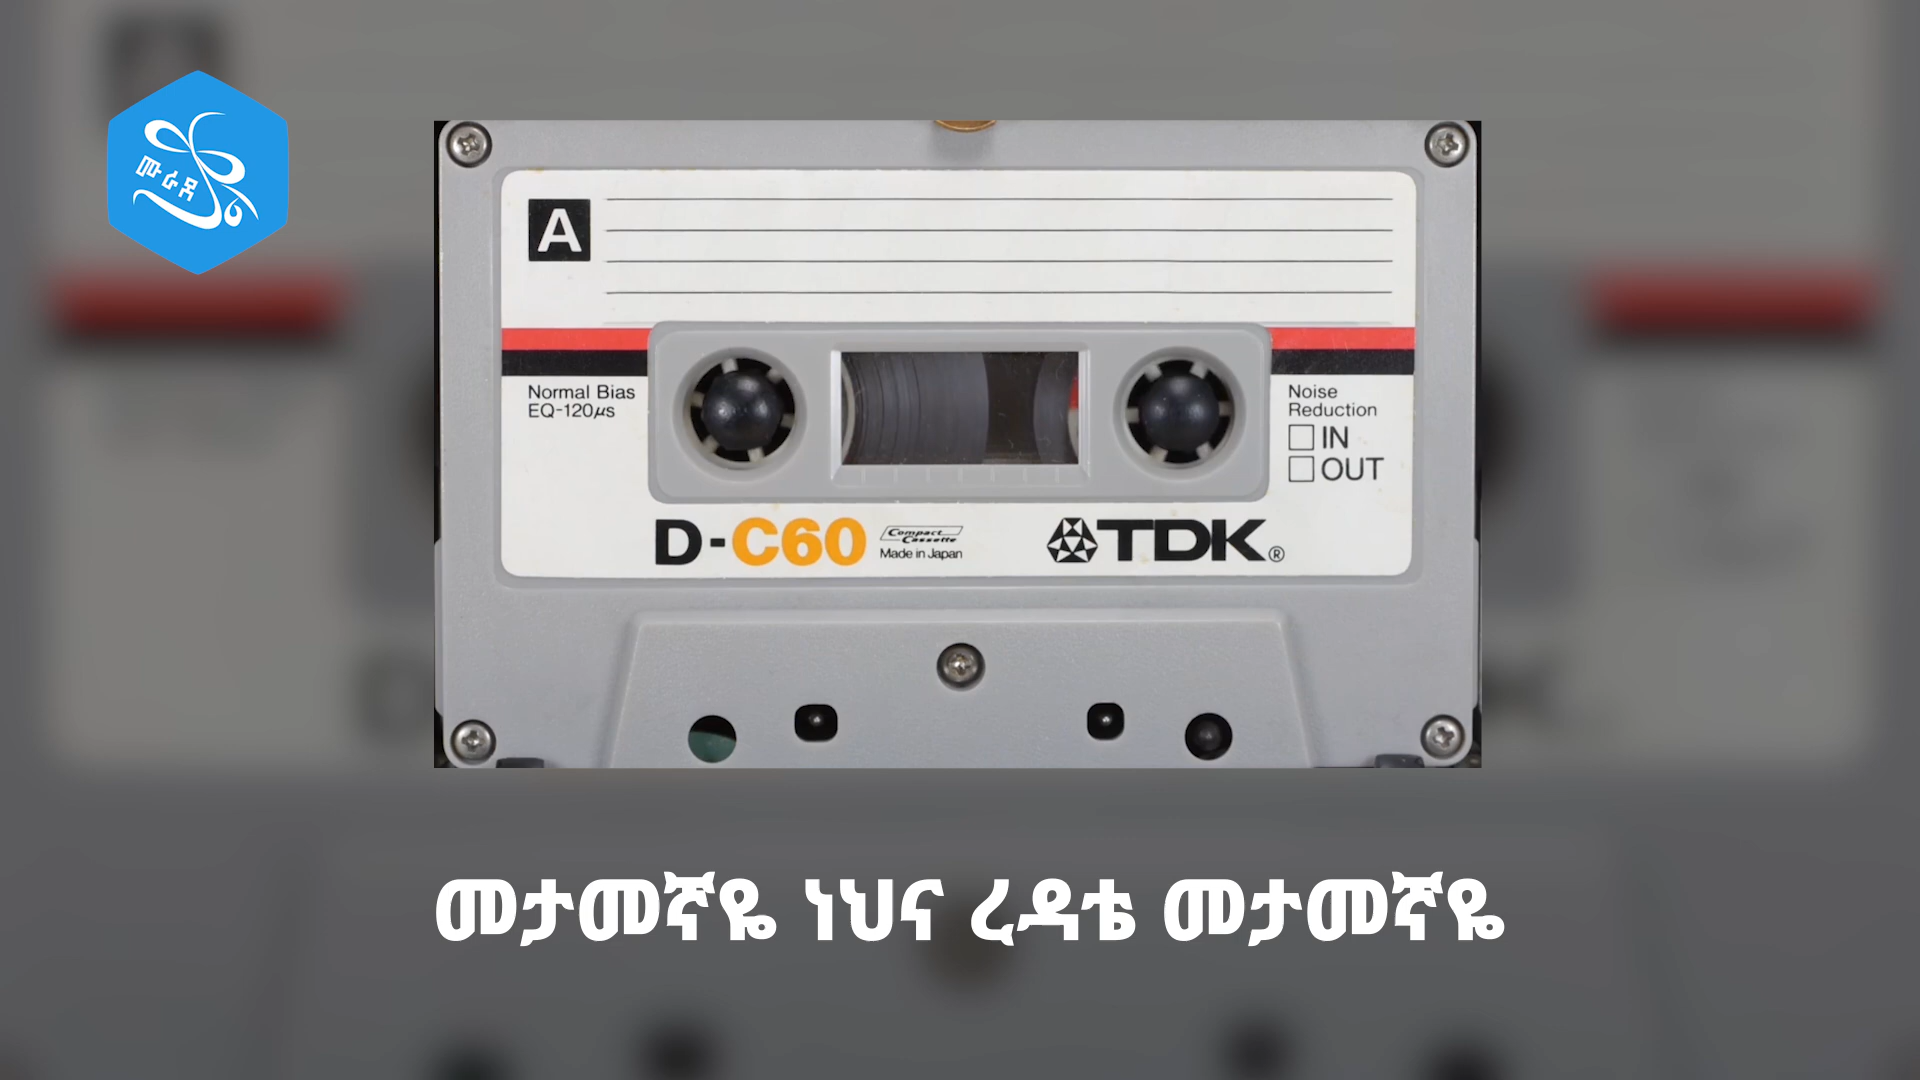 ሙራዳ
A
Normal Bias
EQ-120µs
Noise
Reduction
IN
OUT
D-C60
Compact
Cassette
Made in Japan
TDK®
መታመኛዬ ነህና ረዳቴ መታመኛዬ